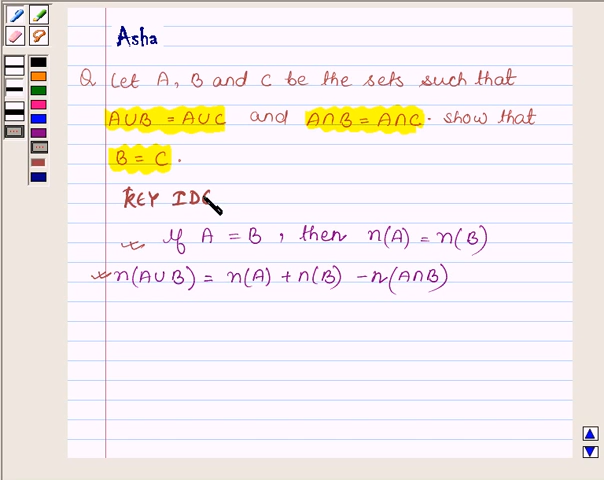 Asha
Q Let A, B and C be the sets such that
A∪B = A∪C and A∩B = A∩C. show that
B = C.
KEY IDE
If A = B, then n(A) = n(B)
n(A∪B) = n(A) + n(B) - n(A∩B)